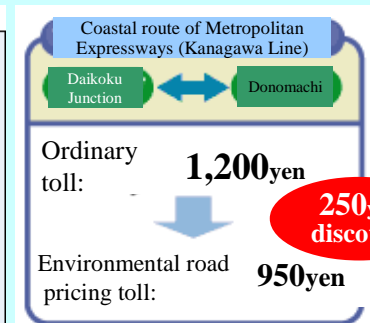 Coastal route of Metropolitan
Expressways (Kanagawa Line)
Daikoku
Junction
Donomachi
Ordinary
toll:
1,200yen
250
Environmental road
pricing toll:
950yen